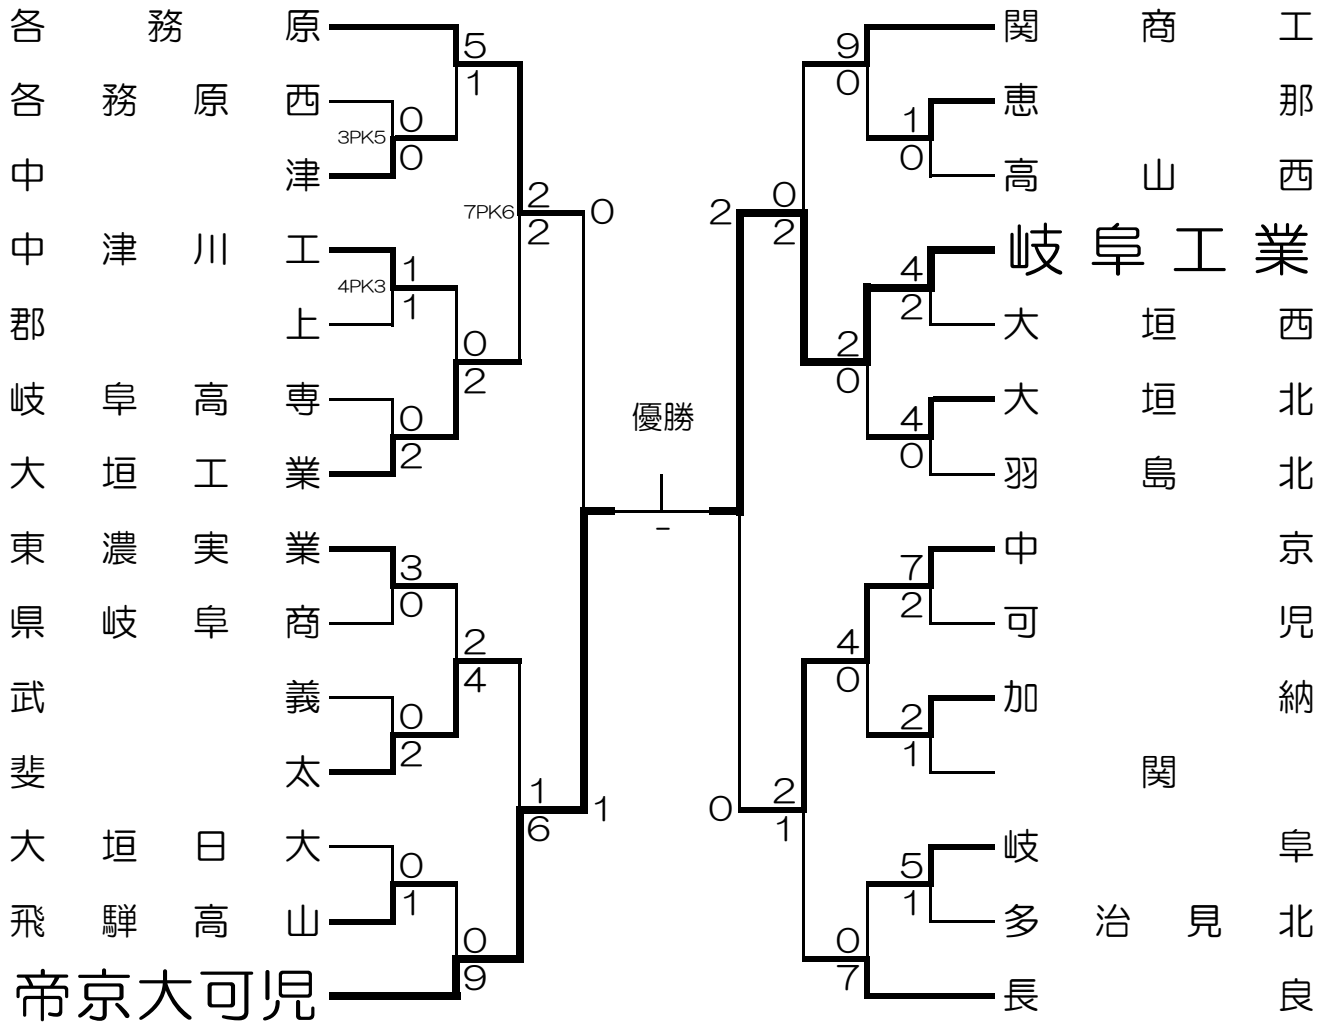 各務原
5
1
各務原西
0
3PK5
0
中津
中津川工
1
4PK3
1
郡上
0
2
岐阜高専
0
2
大垣工業
2
7PK6
2
0
東濃実業
3
0
県岐阜商
2
4
武義
0
2
斐太
1
6
1
大垣日大
0
1
飛騨高山
0
9
帝京大可児
優勝
-
関商工
9
0
恵那
1
0
高山西
0
2
2
岐阜工業
4
2
大垣西
2
0
大垣北
4
0
羽島北
中京
7
2
可児
4
0
加納
2
1
関
2
0
1
岐阜
5
1
多治見北
0
7
長良